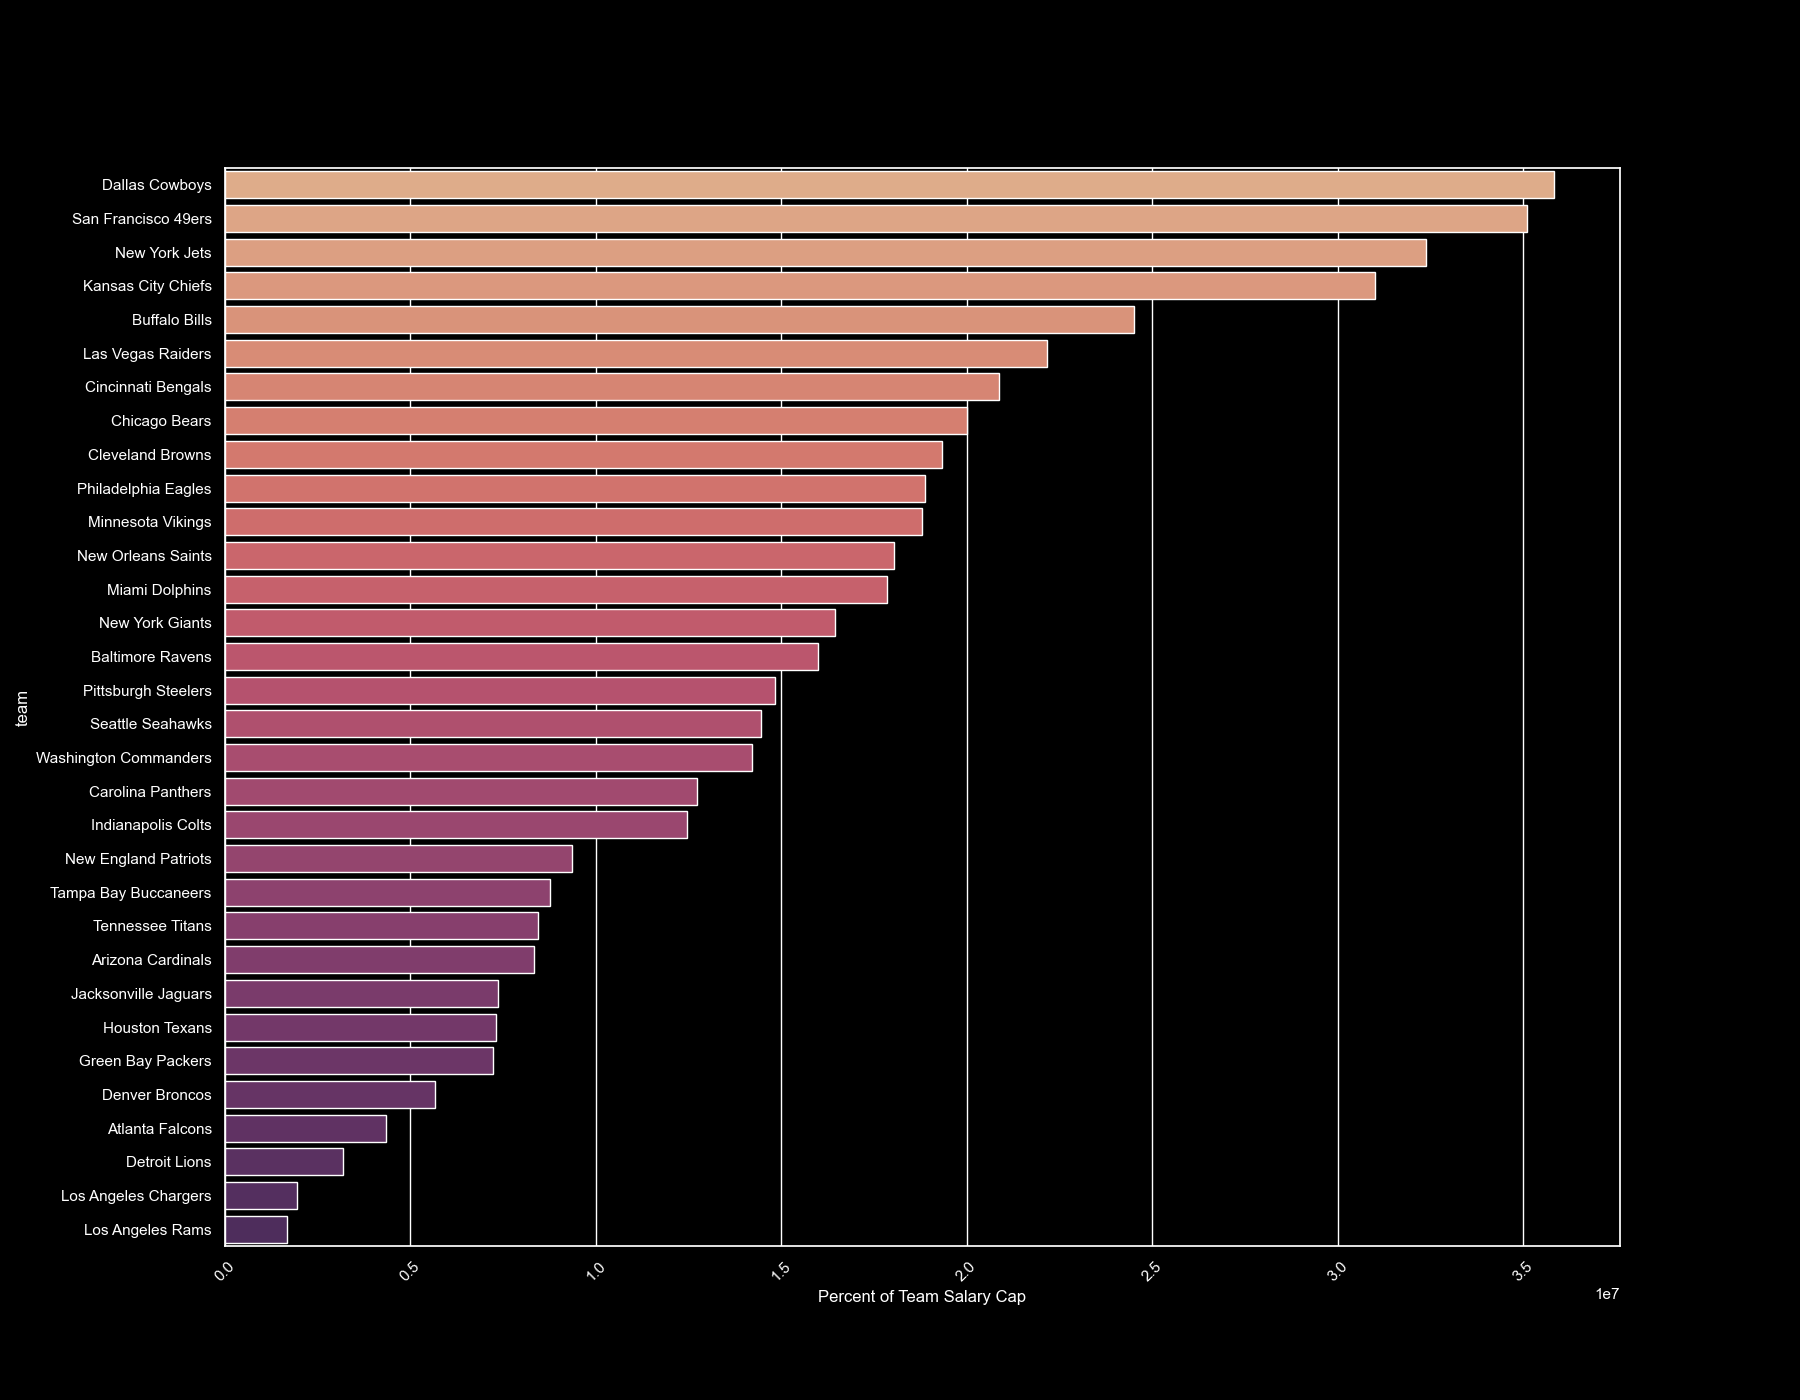 Dallas Cowboys
San Francisco 49ers
New York Jets
Kansas City Chiefs
Buffalo Bills
Las Vegas Raiders
Cincinnati Bengals
Chicago Bears
Cleveland Browns
Philadelphia Eagles
Minnesota Vikings
New Orleans Saints
Miami Dolphins
New York Giants
Baltimore Ravens
Pittsburgh Steelers
team
Seattle Seahawks
Washington Commanders
Carolina Panthers
Indianapolis Colts
New England Patriots
Tampa Bay Buccaneers
Tennessee Titans
Arizona Cardinals
Jacksonville Jaguars
Houston Texans
Green Bay Packers
Denver Broncos
Atlanta Falcons
Detroit Lions
Los Angeles Chargers
Los Angeles Rams
0.0 0.5 1.0 1.5 2.0 2.5 3.0 3.5
1e7
Percent of Team Salary Cap